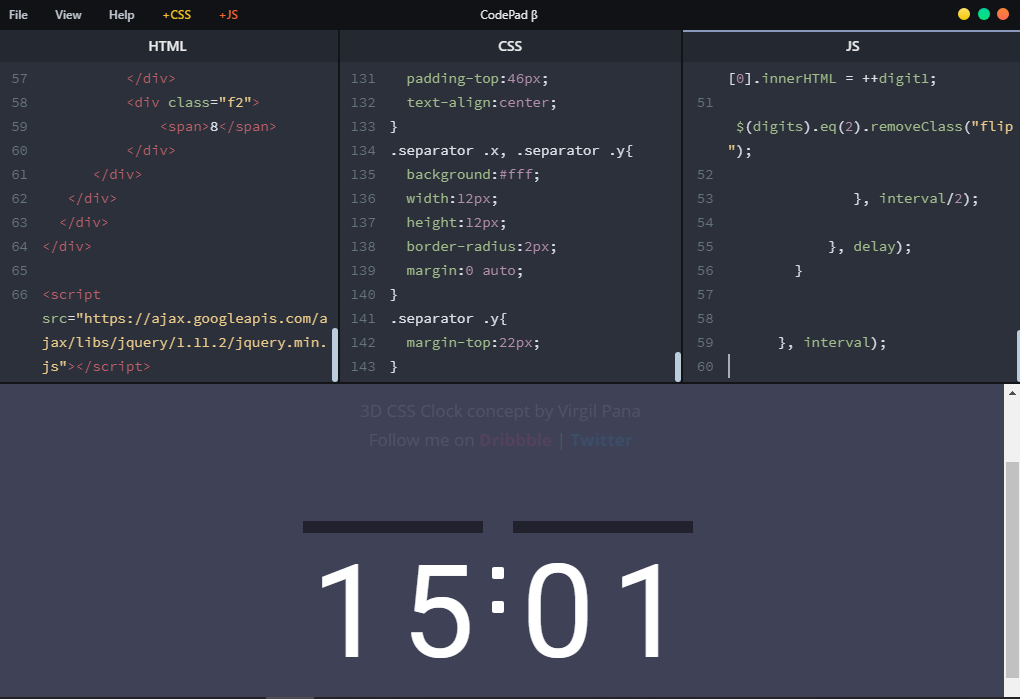 File View Help +CSS +JS CodePad β
HTML
57 </div>
58 <div class="f2">
59 <span>8</span>
60 </div>
61 </div>
62 </div>
63 </div>
64 </div>
65
66 <script
src="https://ajax.googleapis.com/a
jax/libs/jquery/1.11.2/jquery.min.
js"></script>
CSS
131 padding-top:46px;
132 text-align:center;
133 }
134 .separator .x, .separator .y{
135 background:#fff;
136 width:12px;
137 height:12px;
138 border-radius:2px;
139 margin:0 auto;
140 }
141 .separator .y{
142 margin-top:22px;
143 }
JS
[0].innerHTML = ++digit1;
51
$(digits).eq(2).removeClass("flip
");
52
53 }, interval/2);
54
55 }, delay);
56 }
57
58
59 }, interval);
60
3D CSS Clock concept by Virgil Pana
Follow me on Dribbble | Twitter
15:01